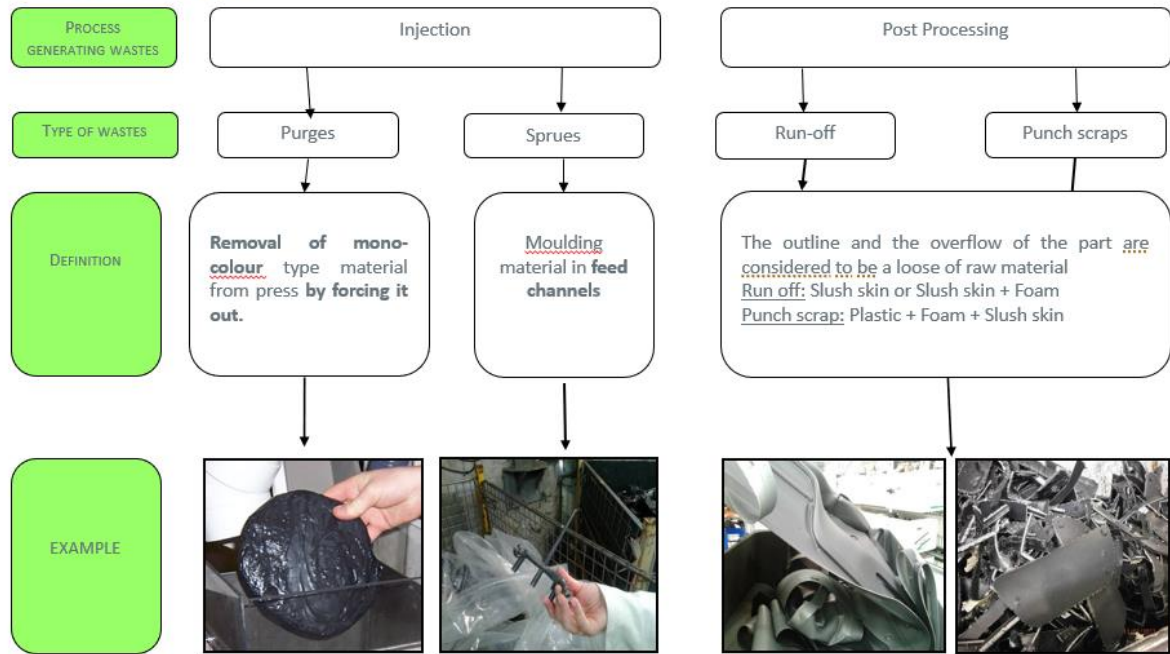 PROCESS
GENERATING WASTES
Injection
Post Processing
TYPE OF WASTES
Purges
Sprues
Run-off
Punch scraps
DEFINITION
Removal of mono-
colour type material
from press by forcing it
out.
Moulding
material in feed
channels
The outline and the overflow of the part are
considered to be a loose of raw material
Run off: Slush skin or Slush skin + Foam
Punch scrap: Plastic + Foam + Slush skin
EXAMPLE